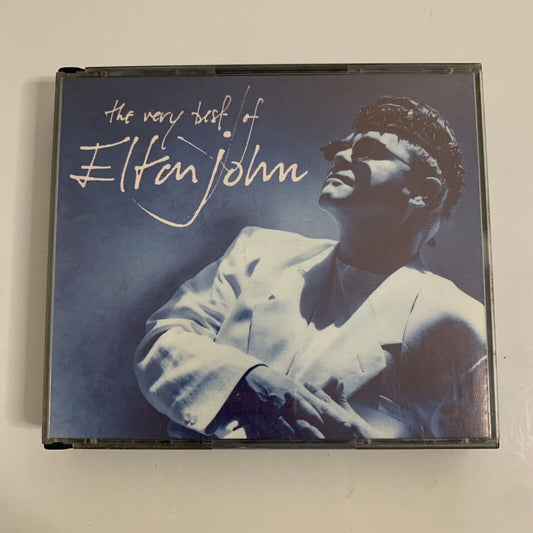 the very best of
Elton john